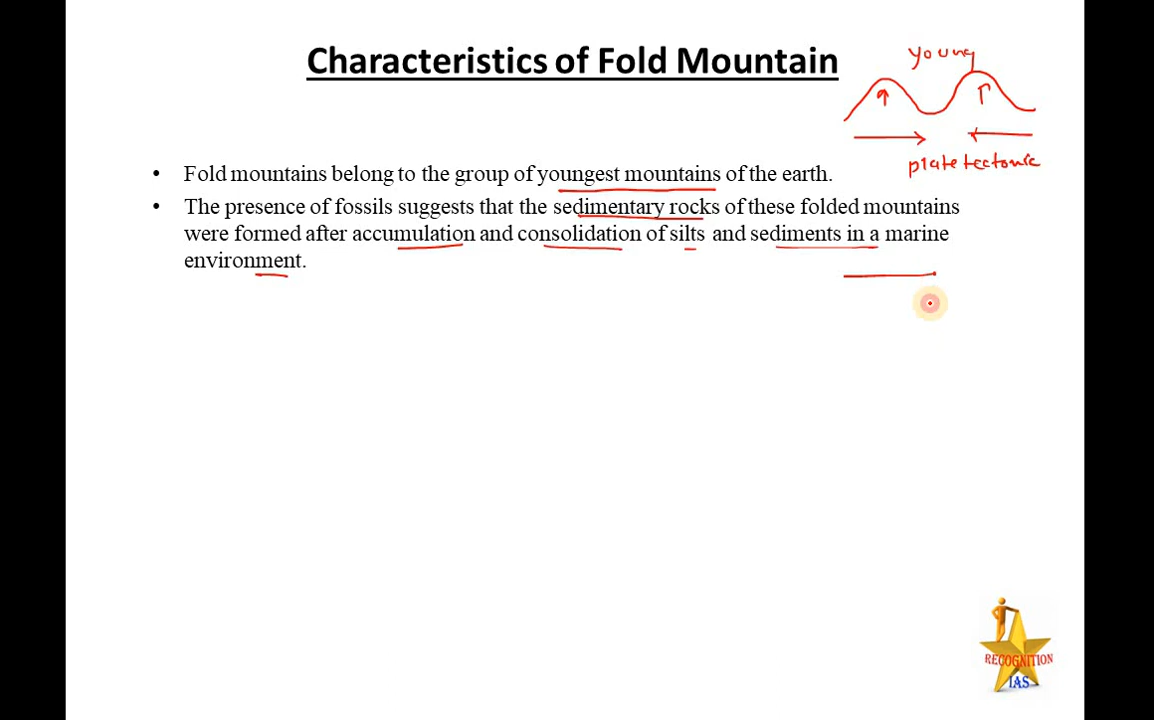 Characteristics of Fold Mountain
young
plate tectonic
• Fold mountains belong to the group of youngest mountains of the earth.
• The presence of fossils suggests that the sedimentary rocks of these folded mountains
were formed after accumulation and consolidation of silts and sediments in a marine
environment.
RECOGNITION
IAS